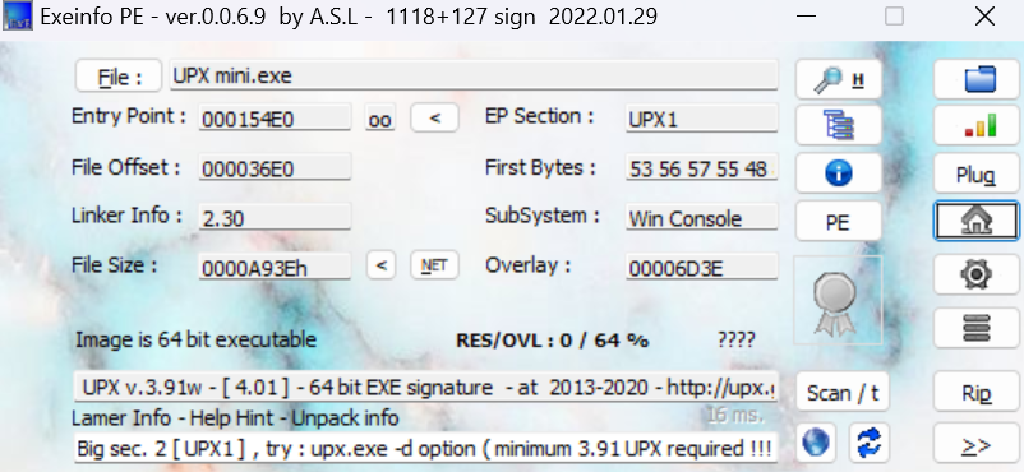 Exeinfo PE - ver.0.0.6.9 by A.S.L - 1118+127 sign 2022.01.29
File : UPX mini.exe H
Entry Point : 000154E0 oo < EP Section : UPX1
File Offset : 000036E0 First Bytes : 53 56 57 55 48 Plug
Linker Info : 2.30 SubSystem : Win Console PE
File Size : 0000A93Eh < NET Overlay : 00006D3E
Image is 64 bit executable RES/OVL : 0 / 64 % ????
UPX v.3.91w - [ 4.01 ] - 64 bit EXE signature - at 2013-2020 - http://upx. Scan / t Rip
Lamer Info - Help Hint - Unpack info 16 ms.
Big sec. 2 [ UPX1 ] , try : upx.exe -d option ( minimum 3.91 UPX required !!! >>